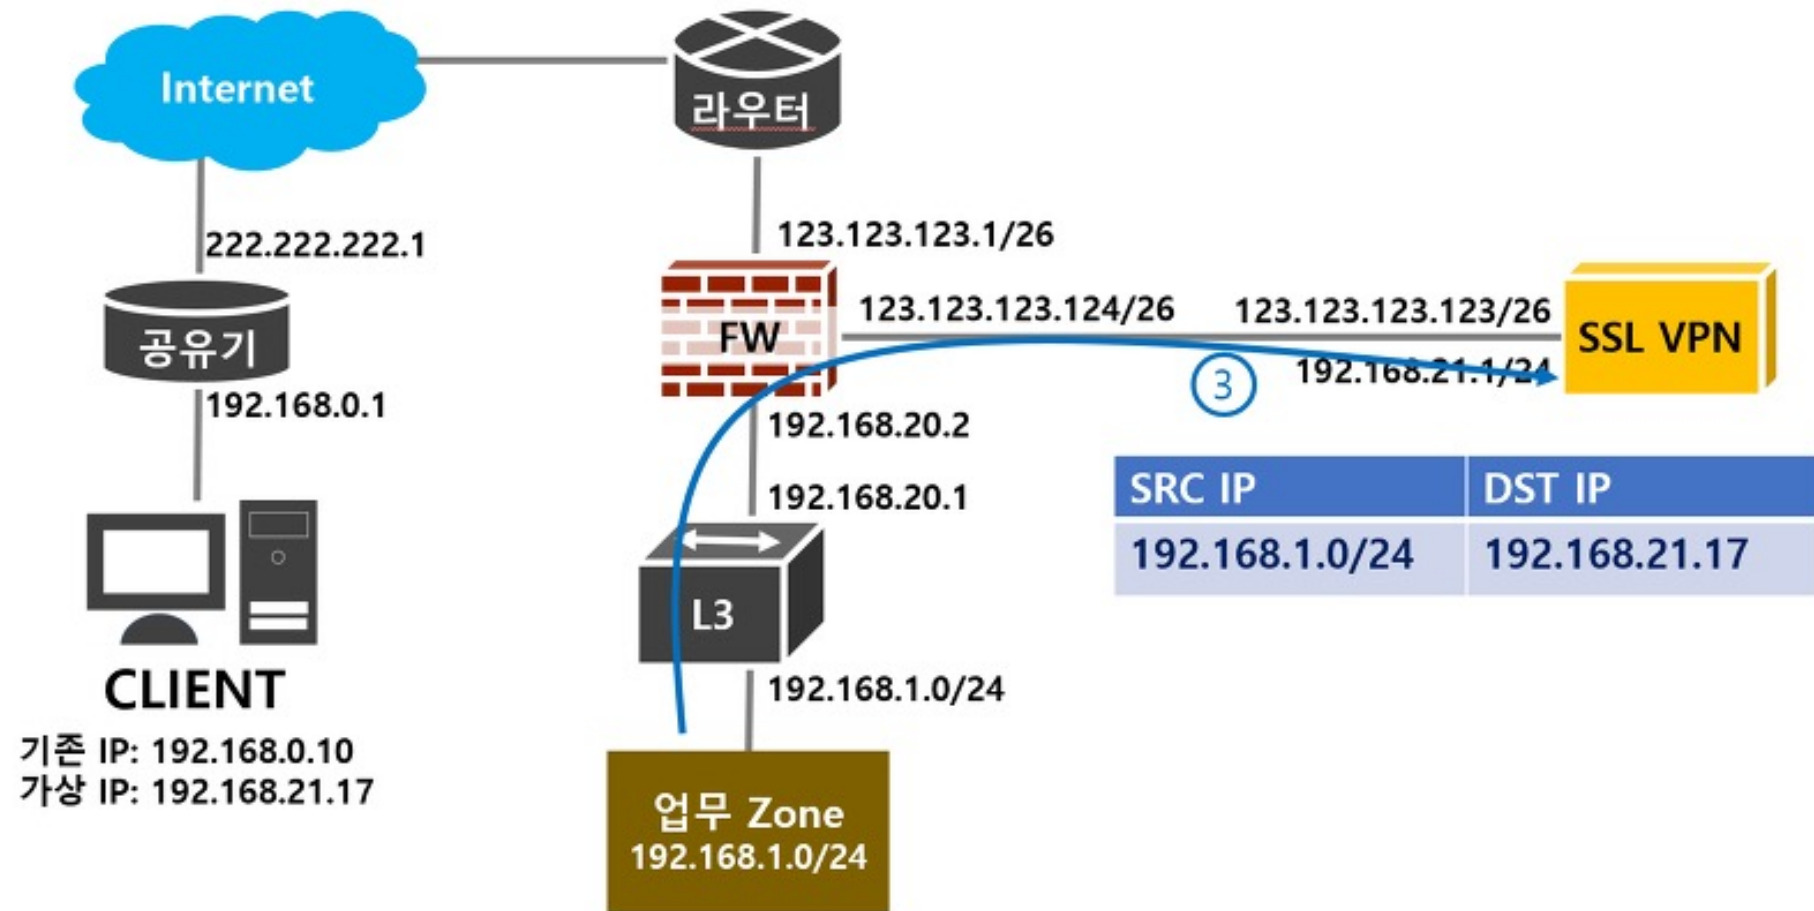 Internet
라우터
222.222.222.1
123.123.123.1/26
공유기
FW
123.123.123.124/26
123.123.123.123/26
SSL VPN
192.168.21.1/24
3
192.168.0.1
192.168.20.2
192.168.20.1
SRC IP DST IP
192.168.1.0/24 192.168.21.17
L3
192.168.1.0/24
CLIENT
기존 IP: 192.168.0.10
가상 IP: 192.168.21.17
업무 Zone
192.168.1.0/24